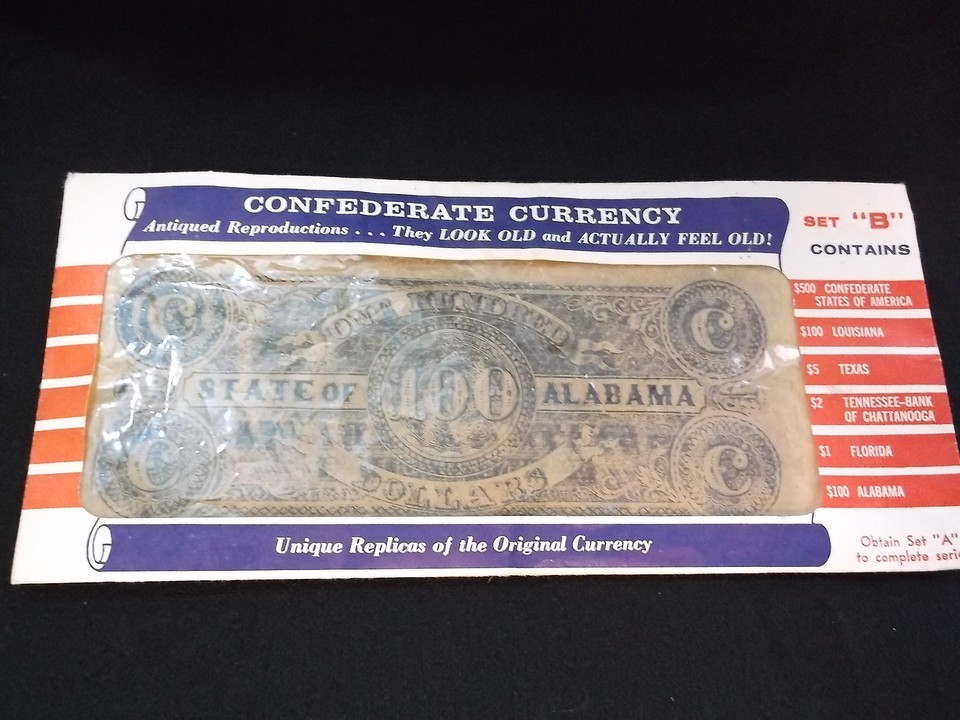 CONFEDERATE CURRENCY
Antiqued Reproductions . . . They LOOK OLD and ACTUALLY FEEL OLD!
SET "B"
CONTAINS
$500 CONFEDERATE
STATES OF AMERICA
$100 LOUISIANA
$5 TEXAS
$2 TENNESSEE-BANK
OF CHATTANOOGA
$1 FLORIDA
$100 ALABAMA
Obtain Set "A"
to complete seri
C
C
ONE HUNDRED
STATE OF 100 ALABAMA
DOLLARS
C
C
Unique Replicas of the Original Currency